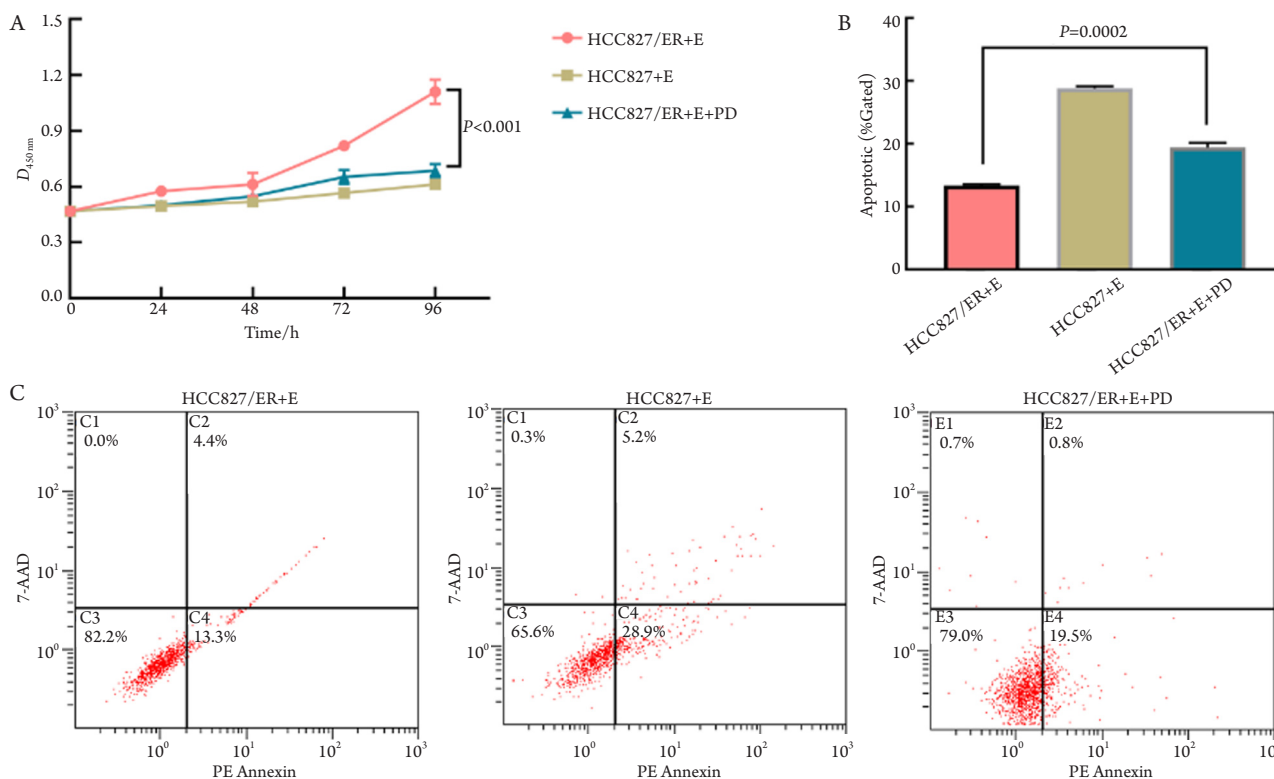 A
1.5
1.2
0.9
0.6
0.3
0.0
D450 nm
0 24 48 72 96
Time/h
P<0.001
HCC827/ER+E
HCC827+E
HCC827/ER+E+PD
B
40
30
20
10
0
Apoptotic (%Gated)
P=0.0002
HCC827/ER+E
HCC827+E
HCC827/ER+E+PD
C
HCC827/ER+E
10³
10²
10¹
10⁰
7-AAD
C1
0.0%
C2
4.4%
C3
82.2%
C4
13.3%
10⁰ 10¹ 10² 10³
PE Annexin
HCC827+E
10³
10²
10¹
10⁰
7-AAD
C1
0.3%
C2
5.2%
C3
65.6%
C4
28.9%
10⁰ 10¹ 10² 10³
PE Annexin
HCC827/ER+E+PD
10³
10²
10¹
10⁰
7-AAD
E1
0.7%
E2
0.8%
E3
79.0%
E4
19.5%
10⁰ 10¹ 10² 10³
PE Annexin